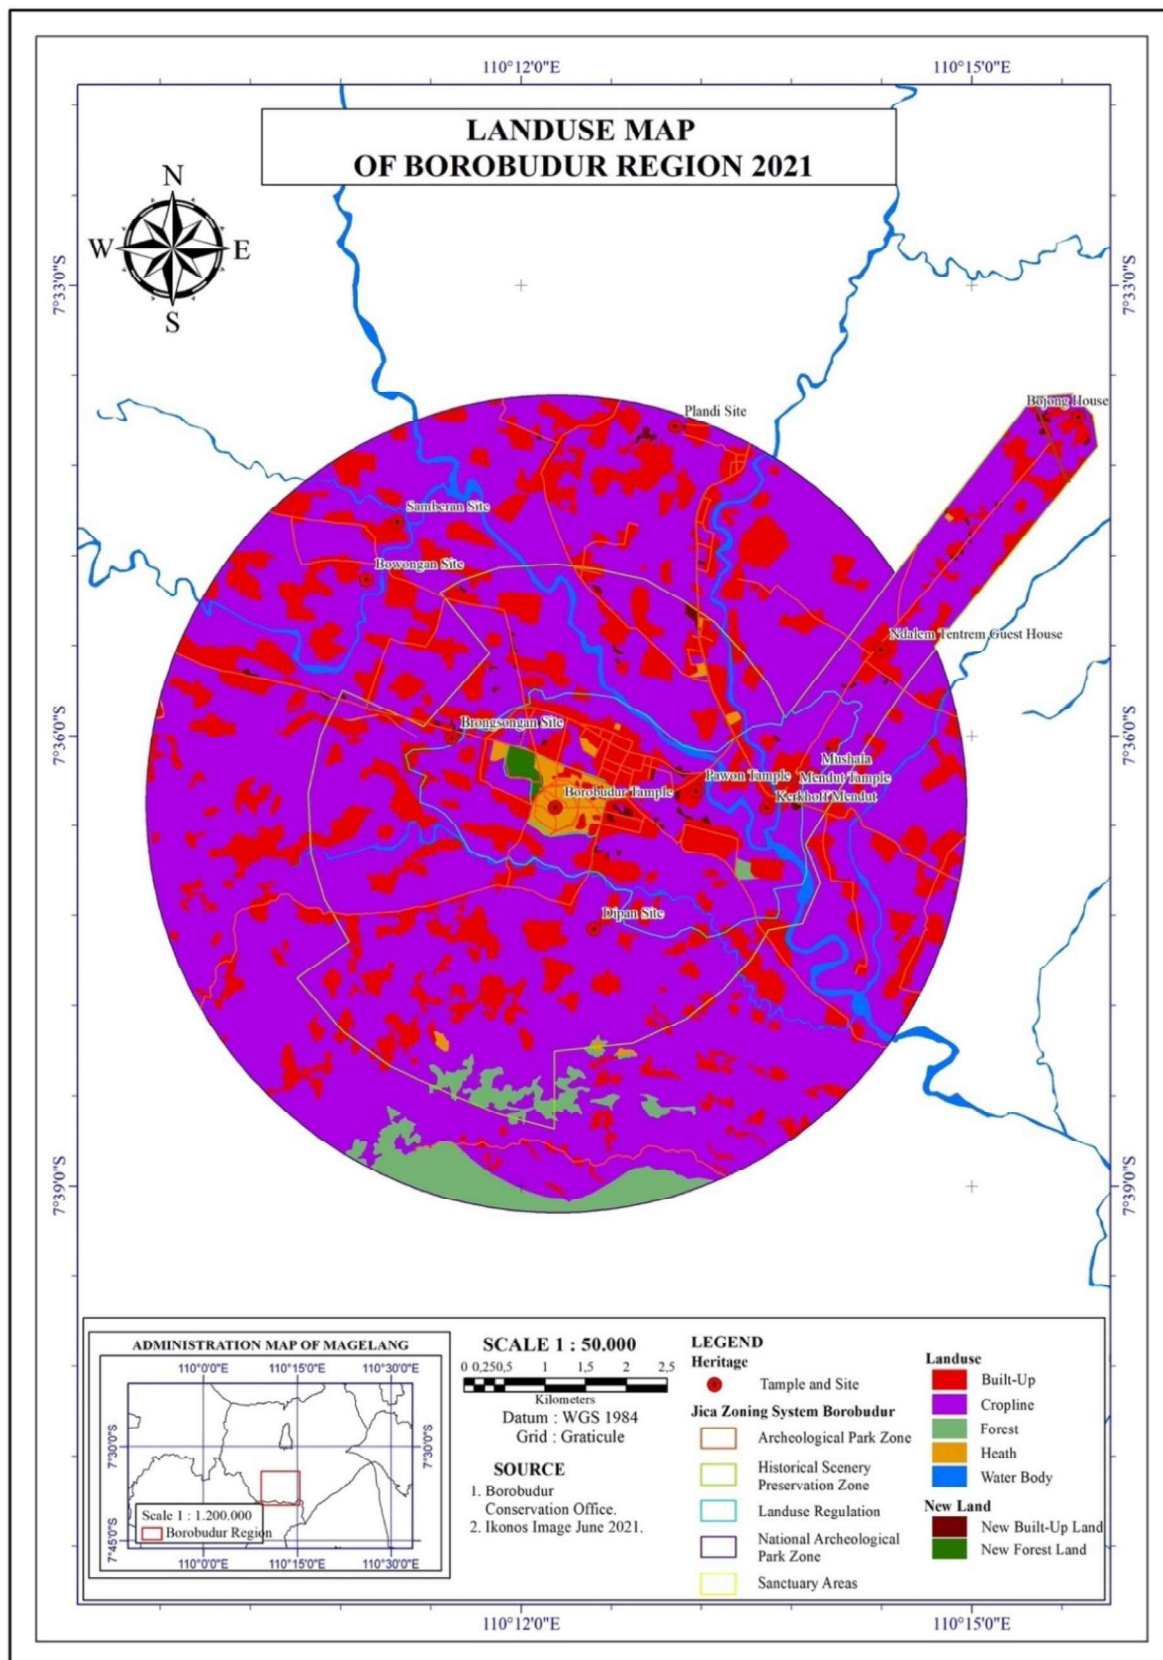 110°12'0"E 110°15'0"E
LANDUSE MAP
OF BOROBUDUR REGION 2021
N
W E
S
7°33'0"S 7°33'0"S
Bojong House
Plandi Site
Samberan Site
Bowongan Site
Ndalem Tentrem Guest House
Brongsongan Site
7°36'0"S 7°36'0"S
Mushala
Pawon Tample Mendut Tample
Borobudur Tample Kerkhoff Mendut
Dipan Site
7°39'0"S 7°39'0"S
ADMINISTRATION MAP OF MAGELANG
110°0'0"E 110°15'0"E 110°30'0"E
7°30'0"S 7°30'0"S
Scale 1 : 1.200.000
Borobudur Region
7°45'0"S 7°45'0"S
110°0'0"E 110°15'0"E 110°30'0"E
SCALE 1 : 50.000
0 0,250,5 1 1,5 2 2,5
Kilometers
Datum : WGS 1984
Grid : Graticule
SOURCE
1. Borobudur
Conservation Office.
2. Ikonos Image June 2021.
LEGEND
Heritage
Tample and Site
Jica Zoning System Borobudur
Archeological Park Zone
Historical Scenery
Preservation Zone
Landuse Regulation
National Archeological
Park Zone
Sanctuary Areas
Landuse
Built-Up
Cropline
Forest
Heath
Water Body
New Land
New Built-Up Land
New Forest Land
110°12'0"E 110°15'0"E